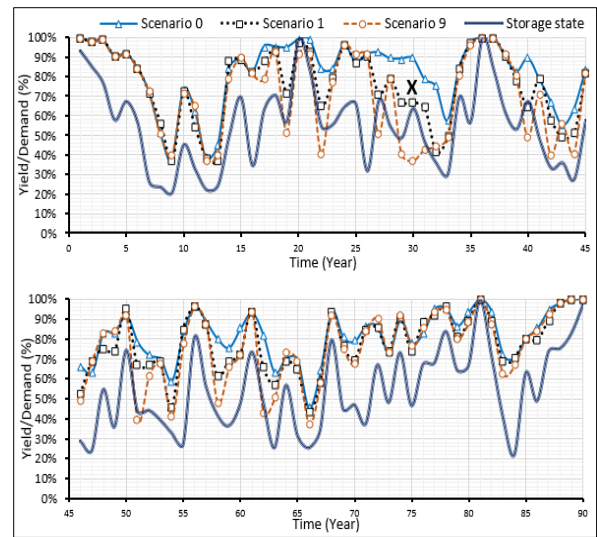 Scenario 0 Scenario 1 Scenario 9 Storage state
Yield/Demand (%)
100%
90%
80%
70%
60%
50%
40%
30%
20%
10%
0%
X
0 5 10 15 20 25 30 35 40 45
Time (Year)
Yield/Demand (%)
100%
90%
80%
70%
60%
50%
40%
30%
20%
10%
0%
45 50 55 60 65 70 75 80 85 90
Time (Year)